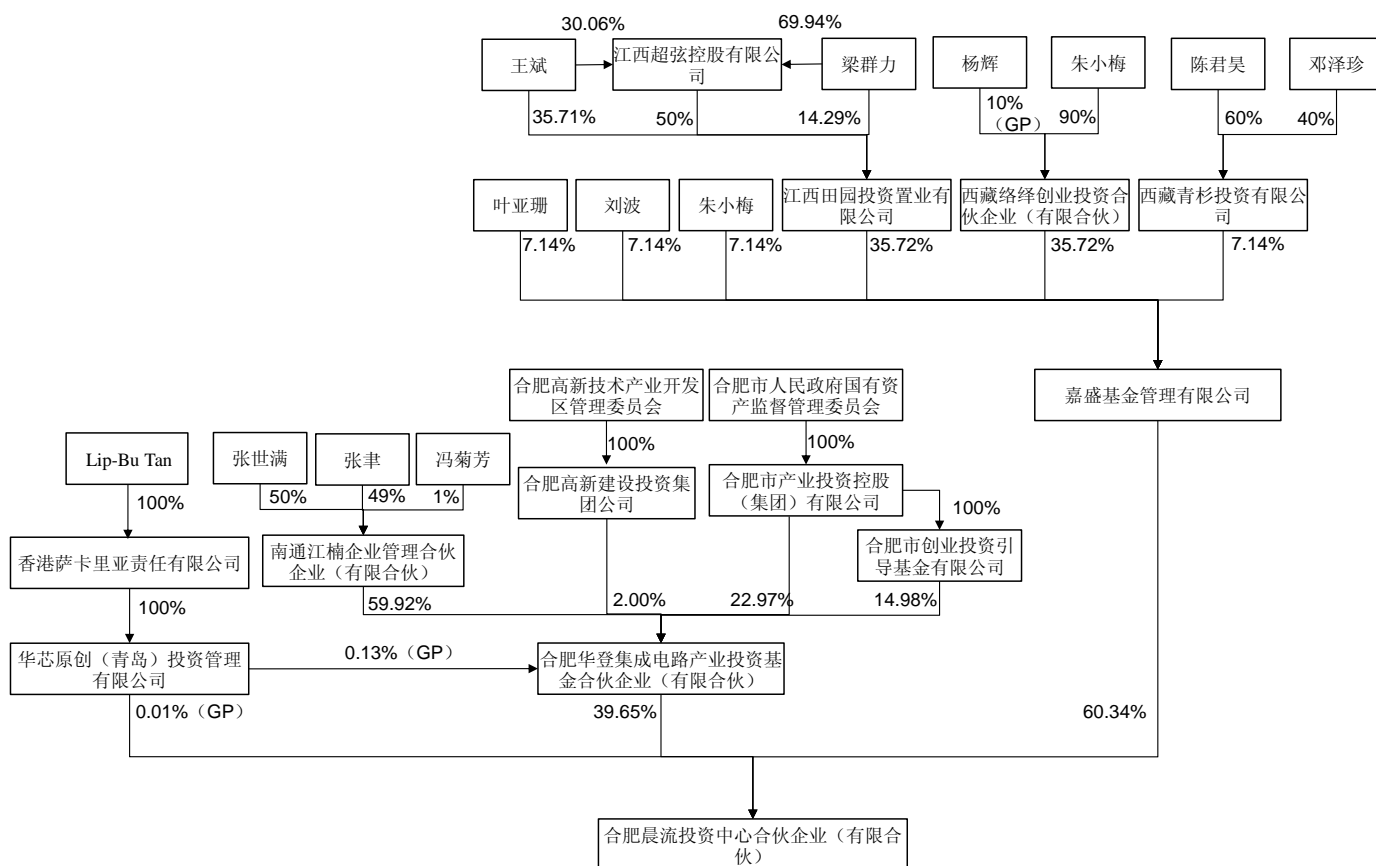 30.06%
69.94%
王斌
江西超弦控股有限公
司
梁群力
杨辉
朱小梅
陈君昊
邓泽珍
35.71%
50%
14.29%
10%
（GP）
90%
60%
40%
叶亚珊
刘波
朱小梅
江西田园投资置业有
限公司
西藏络绎创业投资合
伙企业（有限合伙）
西藏青杉投资有限公
司
7.14%
7.14%
7.14%
35.72%
35.72%
7.14%
合肥高新技术产业开发
区管理委员会
合肥市人民政府国有资
产监督管理委员会
嘉盛基金管理有限公司
Lip-Bu Tan
张世满
张聿
冯菊芳
100%
100%
100%
50%
49%
1%
合肥高新建设投资集
团公司
合肥市产业投资控股
（集团）有限公司
100%
香港萨卡里亚责任有限公司
南通江楠企业管理合伙
企业（有限合伙）
合肥市创业投资引
导基金有限公司
100%
59.92%
2.00%
22.97%
14.98%
华芯原创（青岛）投资管理
有限公司
0.13%（GP）
合肥华登集成电路产业投资基
金合伙企业（有限合伙）
0.01%（GP）
39.65%
60.34%
合肥晨流投资中心合伙企业（有限合
伙）